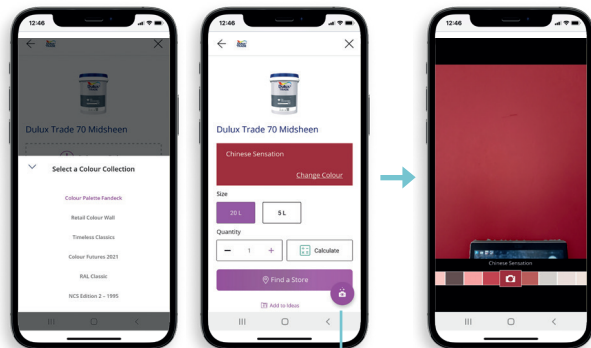 12:46
Dulux Trade 70 Midsheen
Select a Colour Collection
Colour Palette Fandeck
Retail Colour Wall
Timeless Classics
Colour Futures 2021
RAL Classic
NCS Edition 2 - 1995
12:46
Dulux Trade 70 Midsheen
Chinese Sensation
Change Colour
Size
20 L
5 L
Quantity
1
Calculate
Find a Store
Add to Ideas
12:46
Chinese Sensation